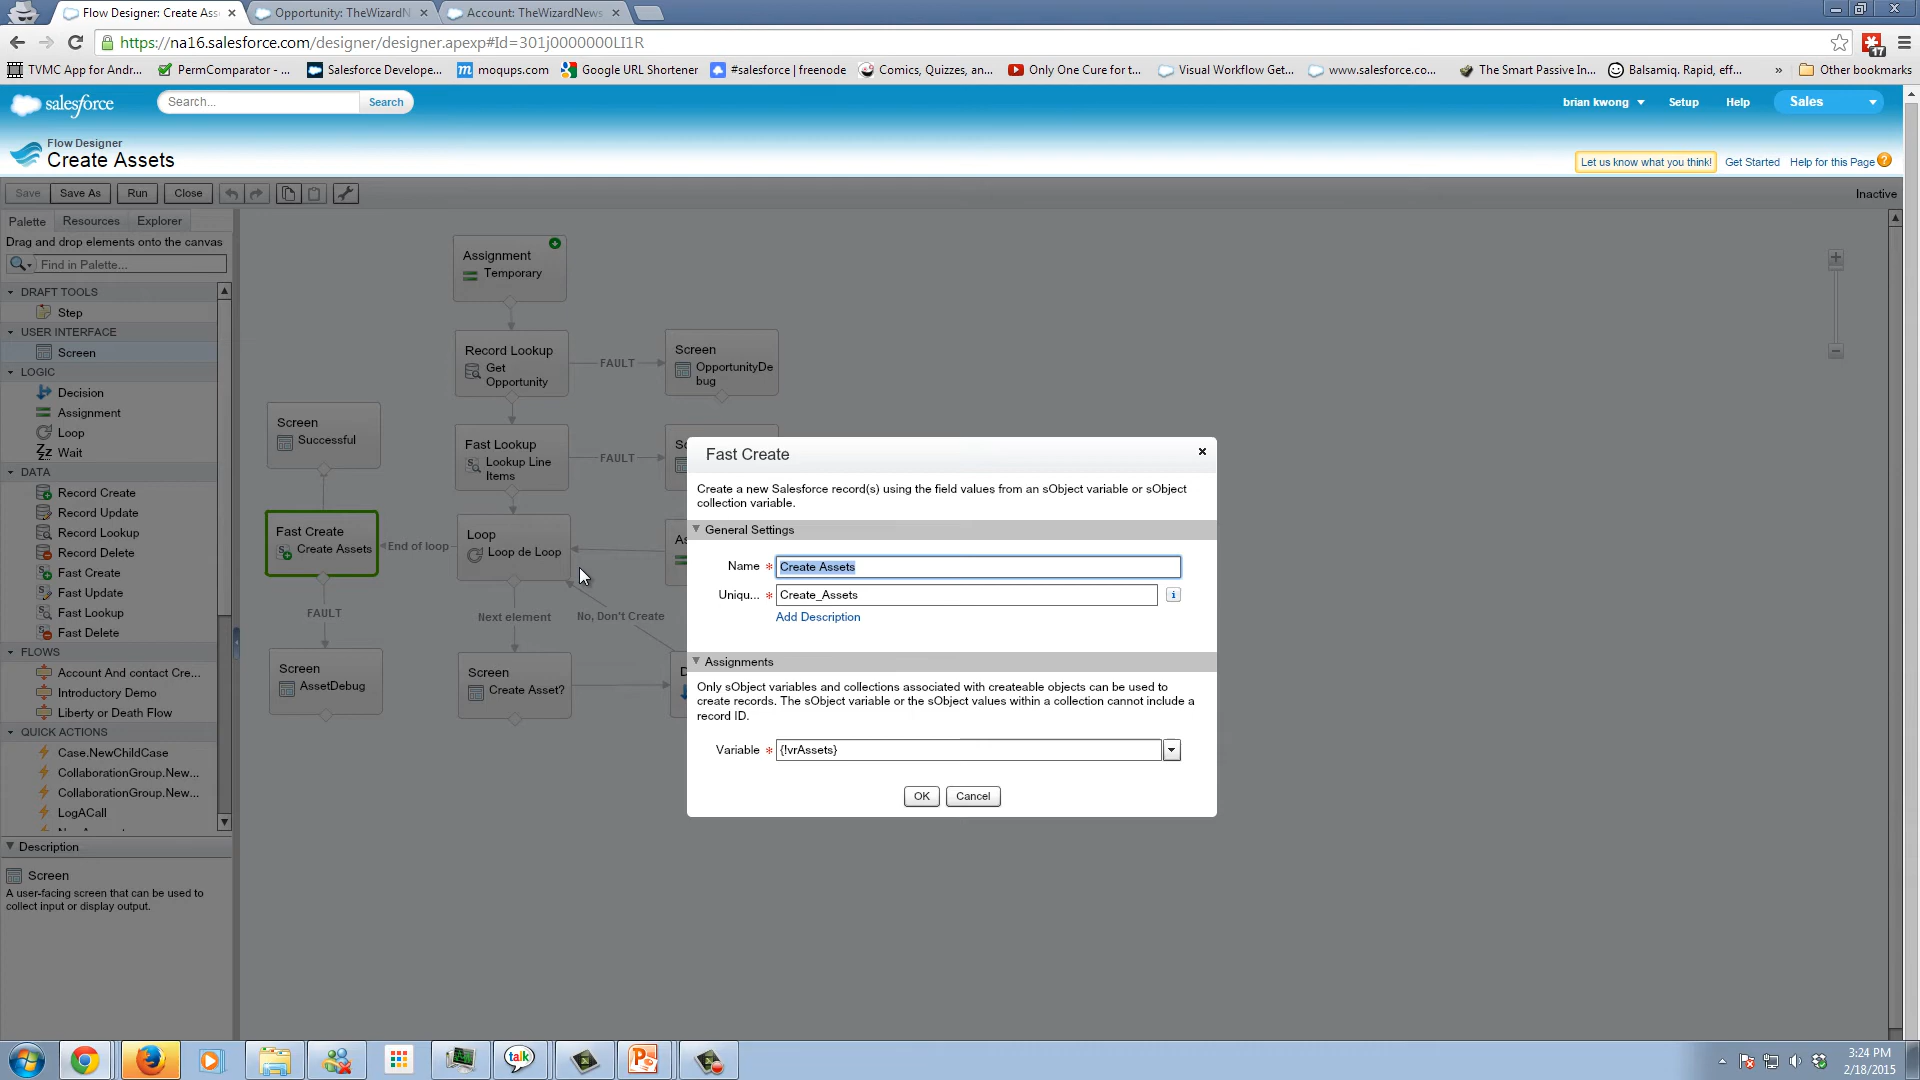 Flow Designer: Create Ass
Opportunity: TheWizardN
Account: TheWizardNews
https://na16.salesforce.com/designer/designer.apexp#Id=301j0000000LI1R
17
TVMC App for Andr...
PermComparator - ...
Salesforce Develope...
moqups.com
Google URL Shortener
#salesforce | freenode
Comics, Quizzes, an...
Only One Cure for t...
Visual Workflow Get...
www.salesforce.co...
The Smart Passive In...
Balsamiq. Rapid, eff...
»
Other bookmarks
salesforce
Search...
Search
brian kwong
Setup
Help
Sales
Flow Designer
Create Assets
Let us know what you think!
Get Started
Help for this Page
Save
Save As
Run
Close
Inactive
Palette
Resources
Explorer
Drag and drop elements onto the canvas
Find in Palette...
DRAFT TOOLS
Step
USER INTERFACE
Screen
LOGIC
Decision
Assignment
Loop
Wait
DATA
Record Create
Record Update
Record Lookup
Record Delete
Fast Create
Fast Update
Fast Lookup
Fast Delete
FLOWS
Account And contact Cre...
Introductory Demo
Liberty or Death Flow
QUICK ACTIONS
Case.NewChildCase
CollaborationGroup.New...
CollaborationGroup.New...
LogACall
Description
Screen
A user-facing screen that can be used to
collect input or display output.
Assignment
Temporary
Record Lookup
Get
Opportunity
FAULT
Screen
OpportunityDe
bug
Screen
Successful
Fast Lookup
Lookup Line
Items
FAULT
Fast Create
Create Assets
End of loop
Loop
Loop de Loop
FAULT
Next element
No, Don't Create
Screen
AssetDebug
Screen
Create Asset?
Fast Create
Create a new Salesforce record(s) using the field values from an sObject variable or sObject
collection variable.
General Settings
Name * Create Assets
Uniqu... * Create_Assets
Add Description
Assignments
Only sObject variables and collections associated with createable objects can be used to
create records. The sObject variable or the sObject values within a collection cannot include a
record ID.
Variable * {!vrAssets}
OK
Cancel
talk
3:24 PM
2/18/2015